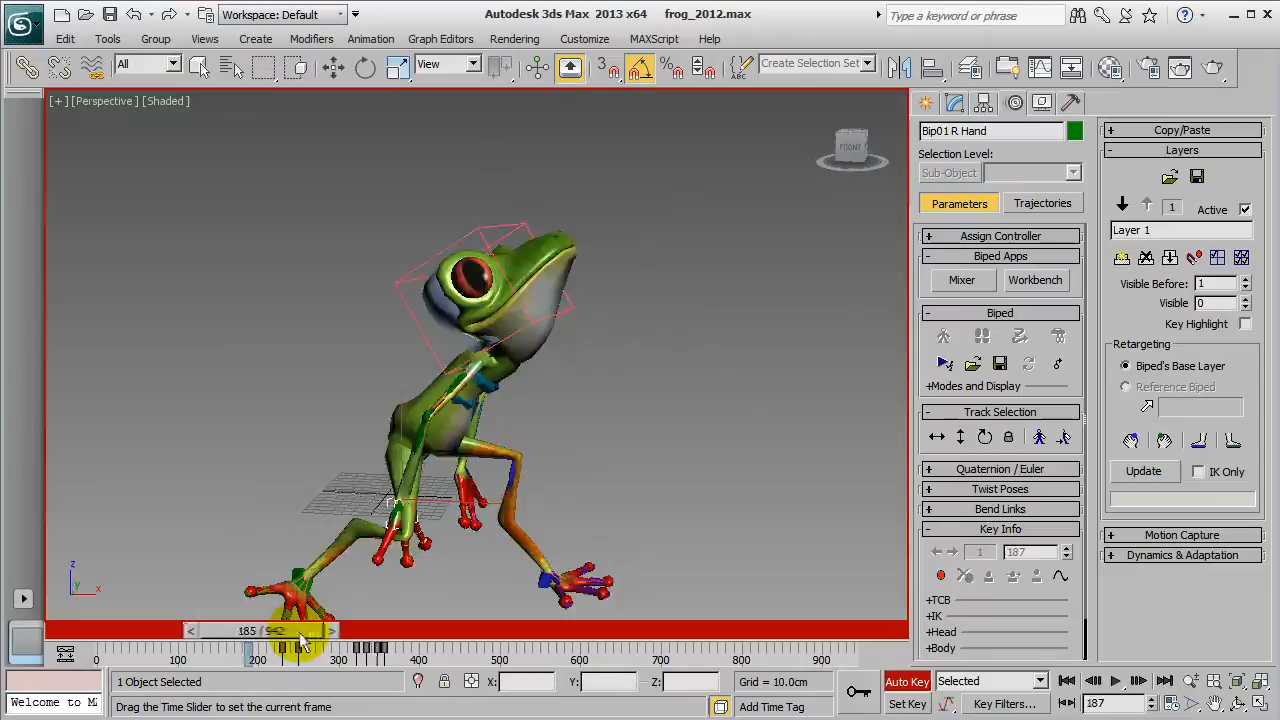 Workspace: Default
Autodesk 3ds Max  2013 x64
frog_2012.max
Type a keyword or phrase
Edit
Tools
Group
Views
Create
Modifiers
Animation
Graph Editors
Rendering
Customize
MAXScript
Help
All
View
3
Create Selection Set
[+] [Perspective] [Shaded]
FRONT
Bip01 R Hand
Selection Level:
Sub-Object
Parameters
Trajectories
+ Assign Controller
- Biped Apps
Mixer
Workbench
- Biped
+Modes and Display
- Track Selection
+ Quaternion / Euler
+ Twist Poses
+ Bend Links
- Key Info
1
187
+TCB
+IK
+Head
+Body
+ Copy/Paste
- Layers
1
Active
Layer 1
Visible Before: 1
Visible 0
Key Highlight
Retargeting
Biped's Base Layer
Reference Biped
Update
IK Only
+ Motion Capture
+ Dynamics & Adaptation
z
y
x
< 185 / 942 >
0 100 200 300 400 500 600 700 800 900
1 Object Selected
X:
Y:
Z:
Grid = 10.0cm
Auto Key
Selected
Welcome to M
Drag the Time Slider to set the current frame
Add Time Tag
Set Key
Key Filters...
187